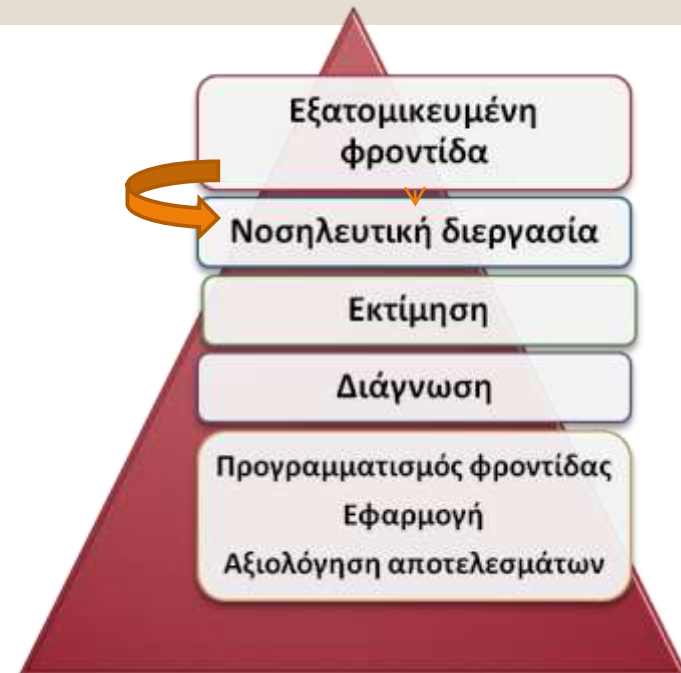 Εξατομικευμένη
φροντίδα
Νοσηλευτική διεργασία
Εκτίμηση
Διάγνωση
Προγραμματισμός φροντίδας
Εφαρμογή
Αξιολόγηση αποτελεσμάτων